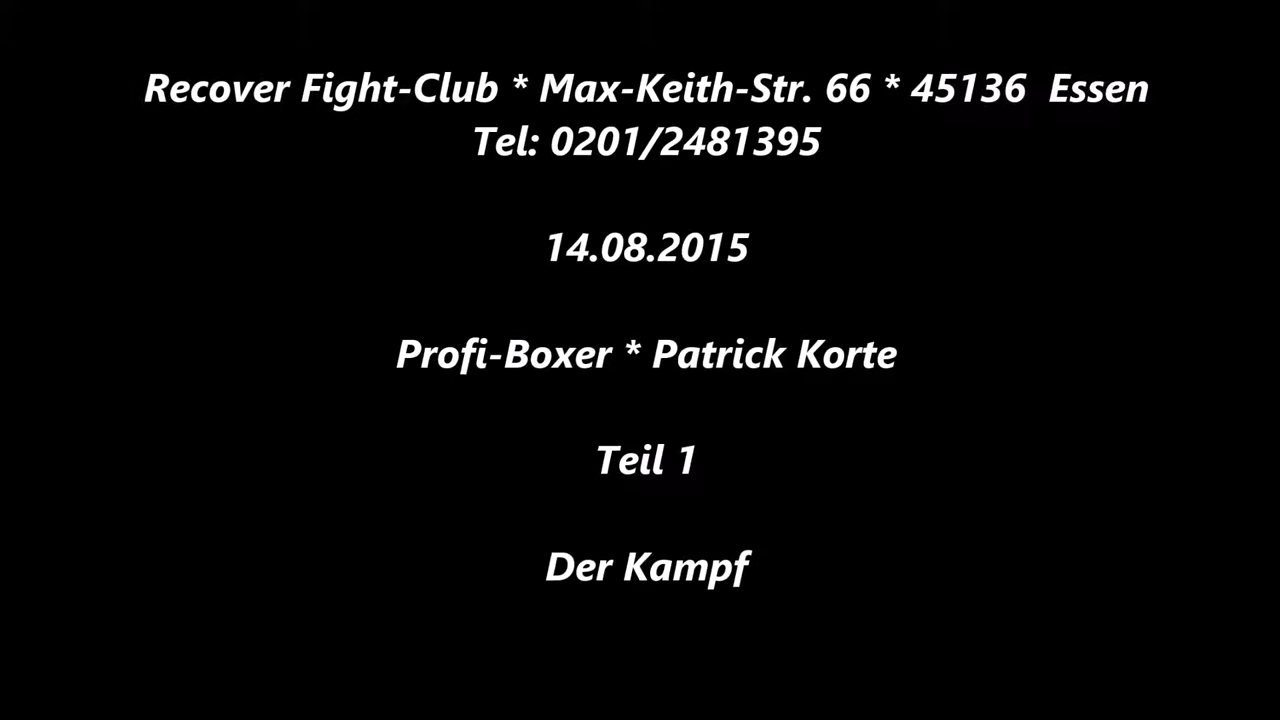 Recover Fight-Club * Max-Keith-Str. 66 * 45136  Essen
Tel: 0201/2481395
14.08.2015
Profi-Boxer * Patrick Korte
Teil 1
Der Kampf